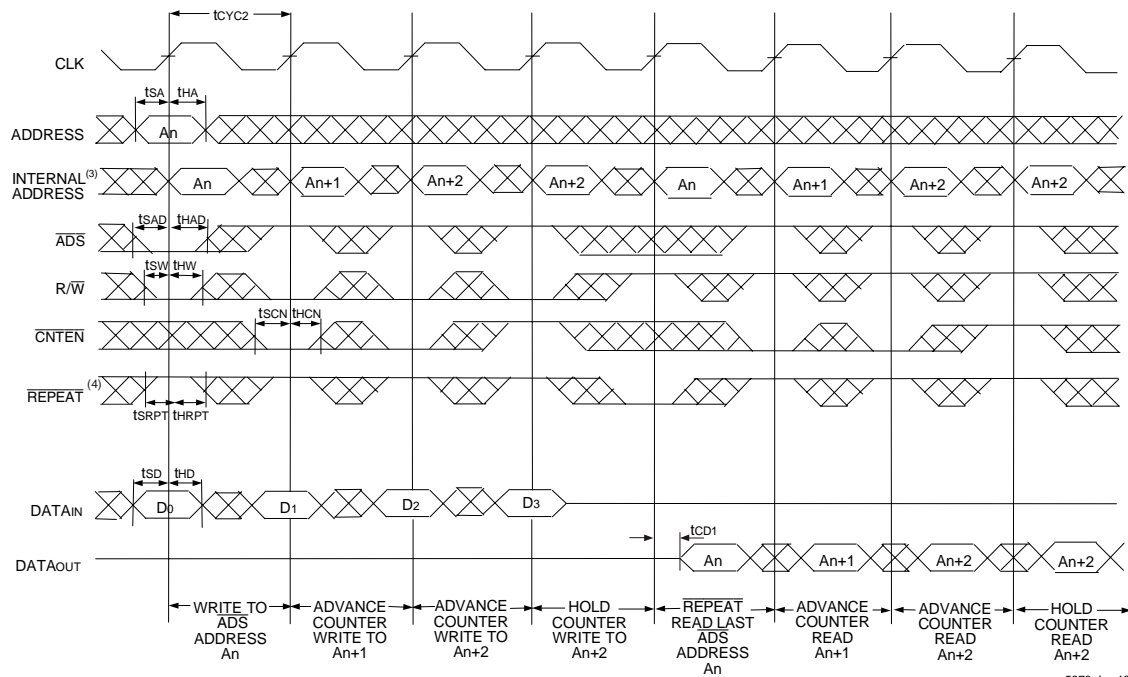 tCYC2
CLK
tSA tHA
ADDRESS An
INTERNAL(3) ADDRESS An An+1 An+2 An+2 An An+1 An+2 An+2
tSAD tHAD
ADS
tSW tHW
R/W
tSCN tHCN
CNTEN
REPEAT (4)
tSRPT tHRPT
tSD tHD
DATAIN D0 D1 D2 D3
tCD1
DATAOUT An An+1 An+2 An+2
WRITE TO ADS ADDRESS An
ADVANCE COUNTER WRITE TO An+1
ADVANCE COUNTER WRITE TO An+2
HOLD COUNTER WRITE TO An+2
REPEAT READ LAST ADS ADDRESS An
ADVANCE COUNTER READ An+1
ADVANCE COUNTER READ An+2
HOLD COUNTER READ An+2